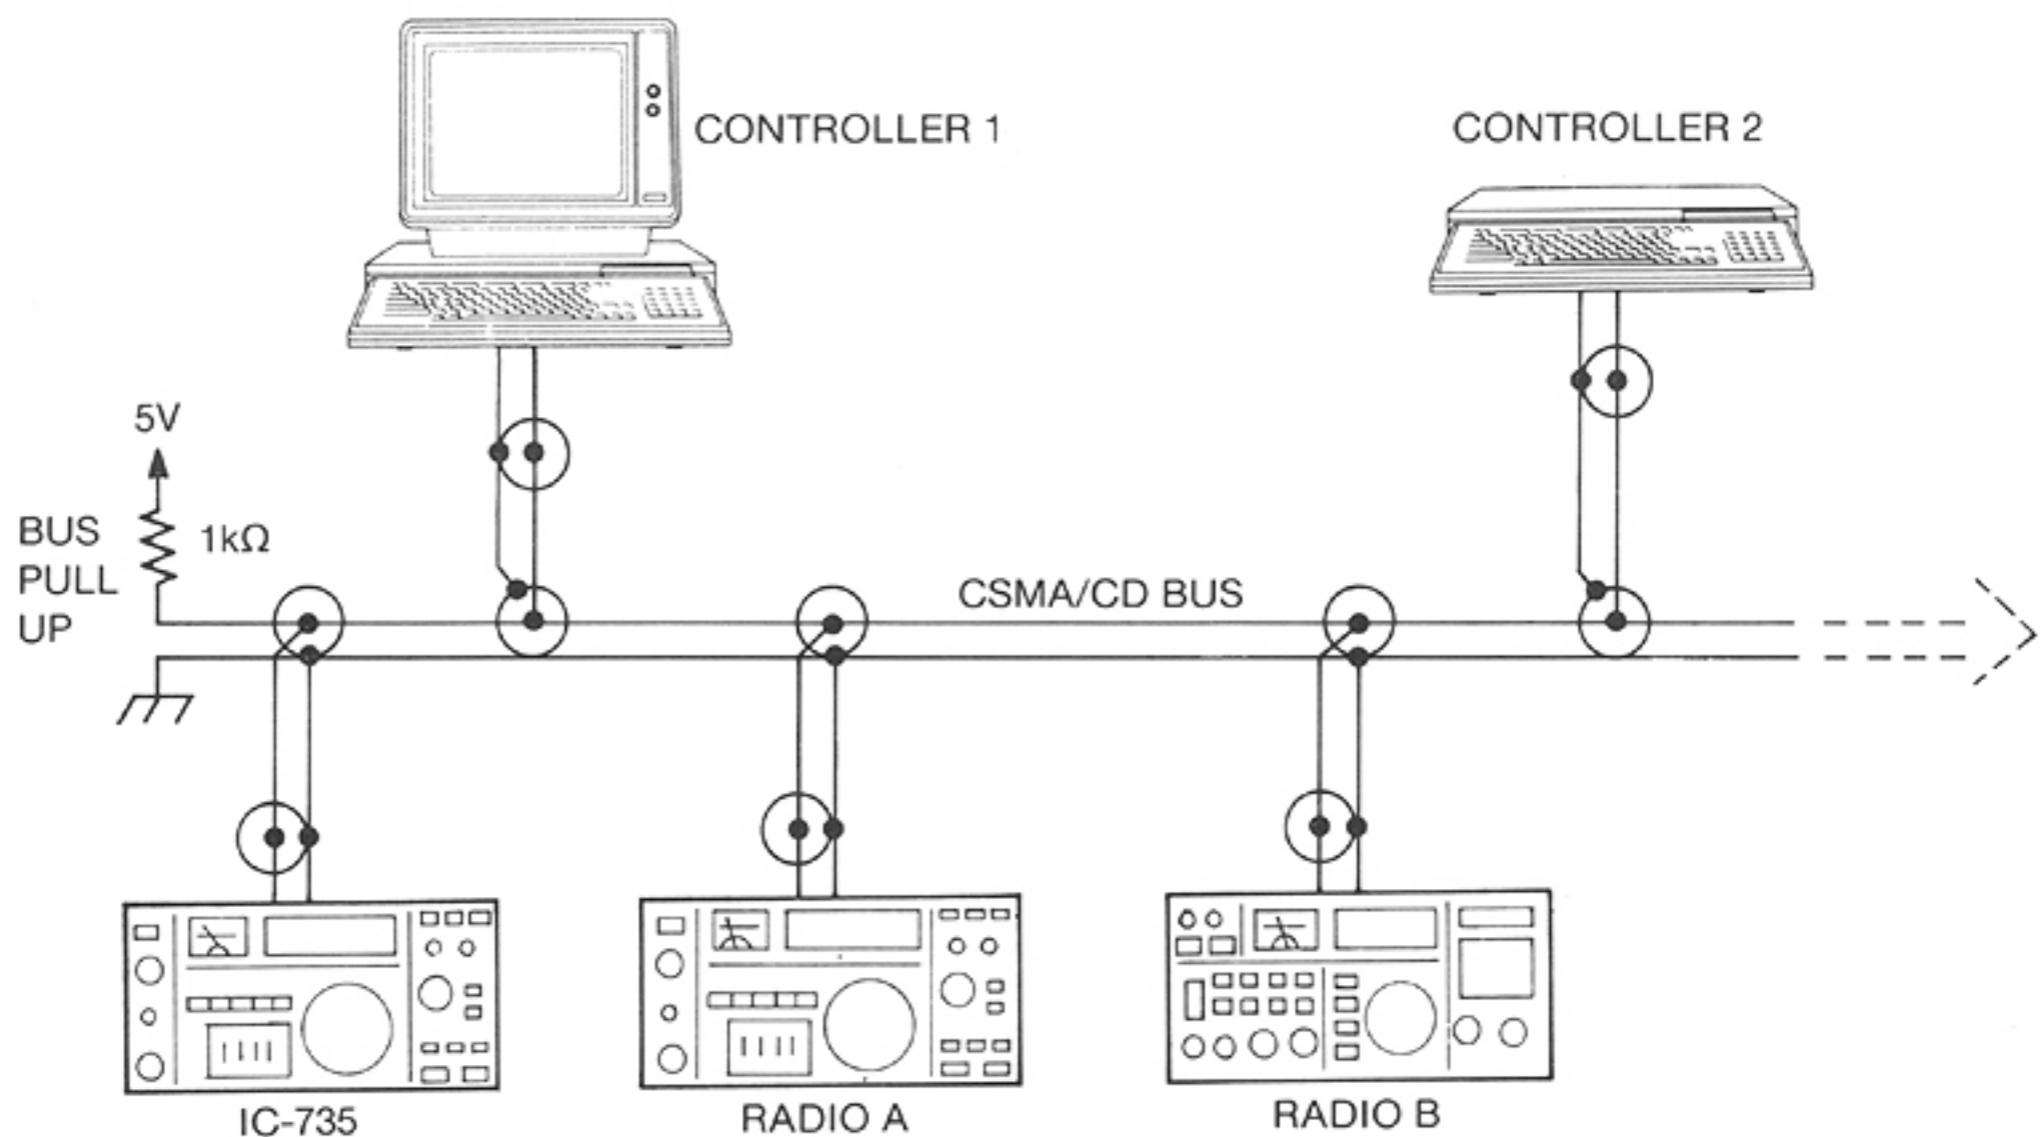 CONTROLLER 1
CONTROLLER 2
5V
BUS
PULL
UP
1kΩ
CSMA/CD BUS
IC-735
RADIO A
RADIO B